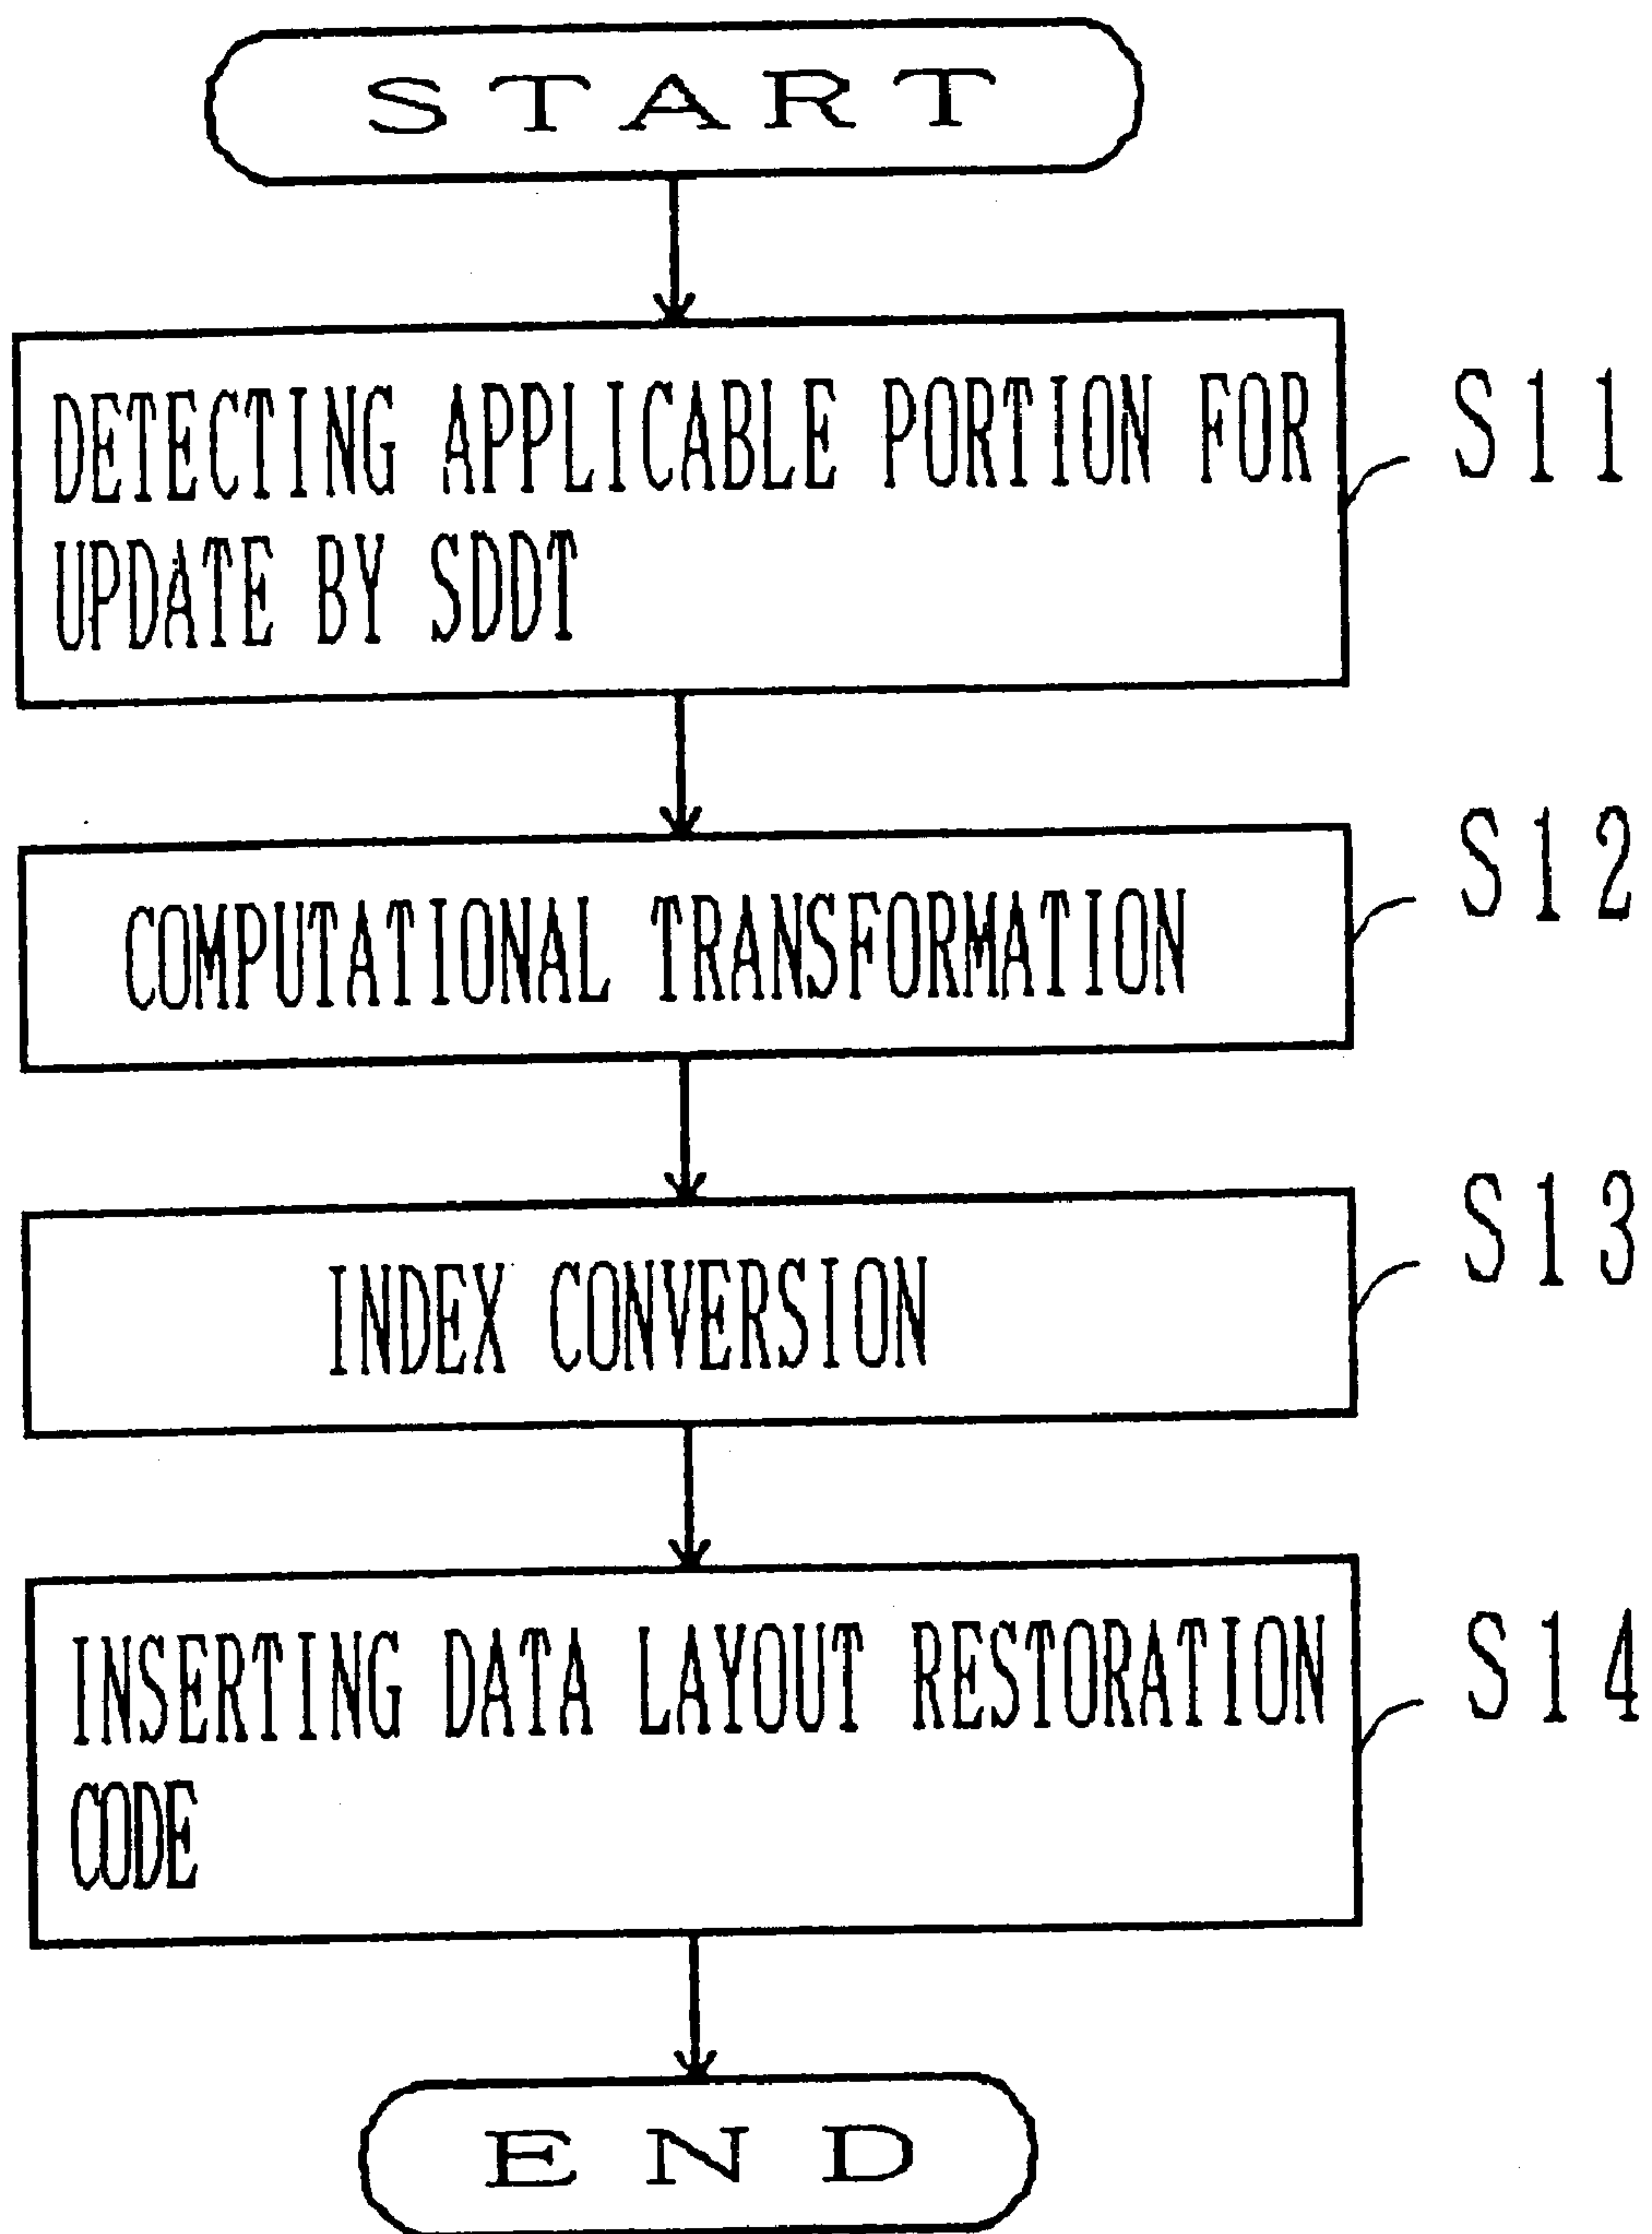 START
DETECTING APPLICABLE PORTION FOR
UPDATE BY SDDT
S11
COMPUTATIONAL TRANSFORMATION
S12
INDEX CONVERSION
S13
INSERTING DATA LAYOUT RESTORATION
CODE
S14
END